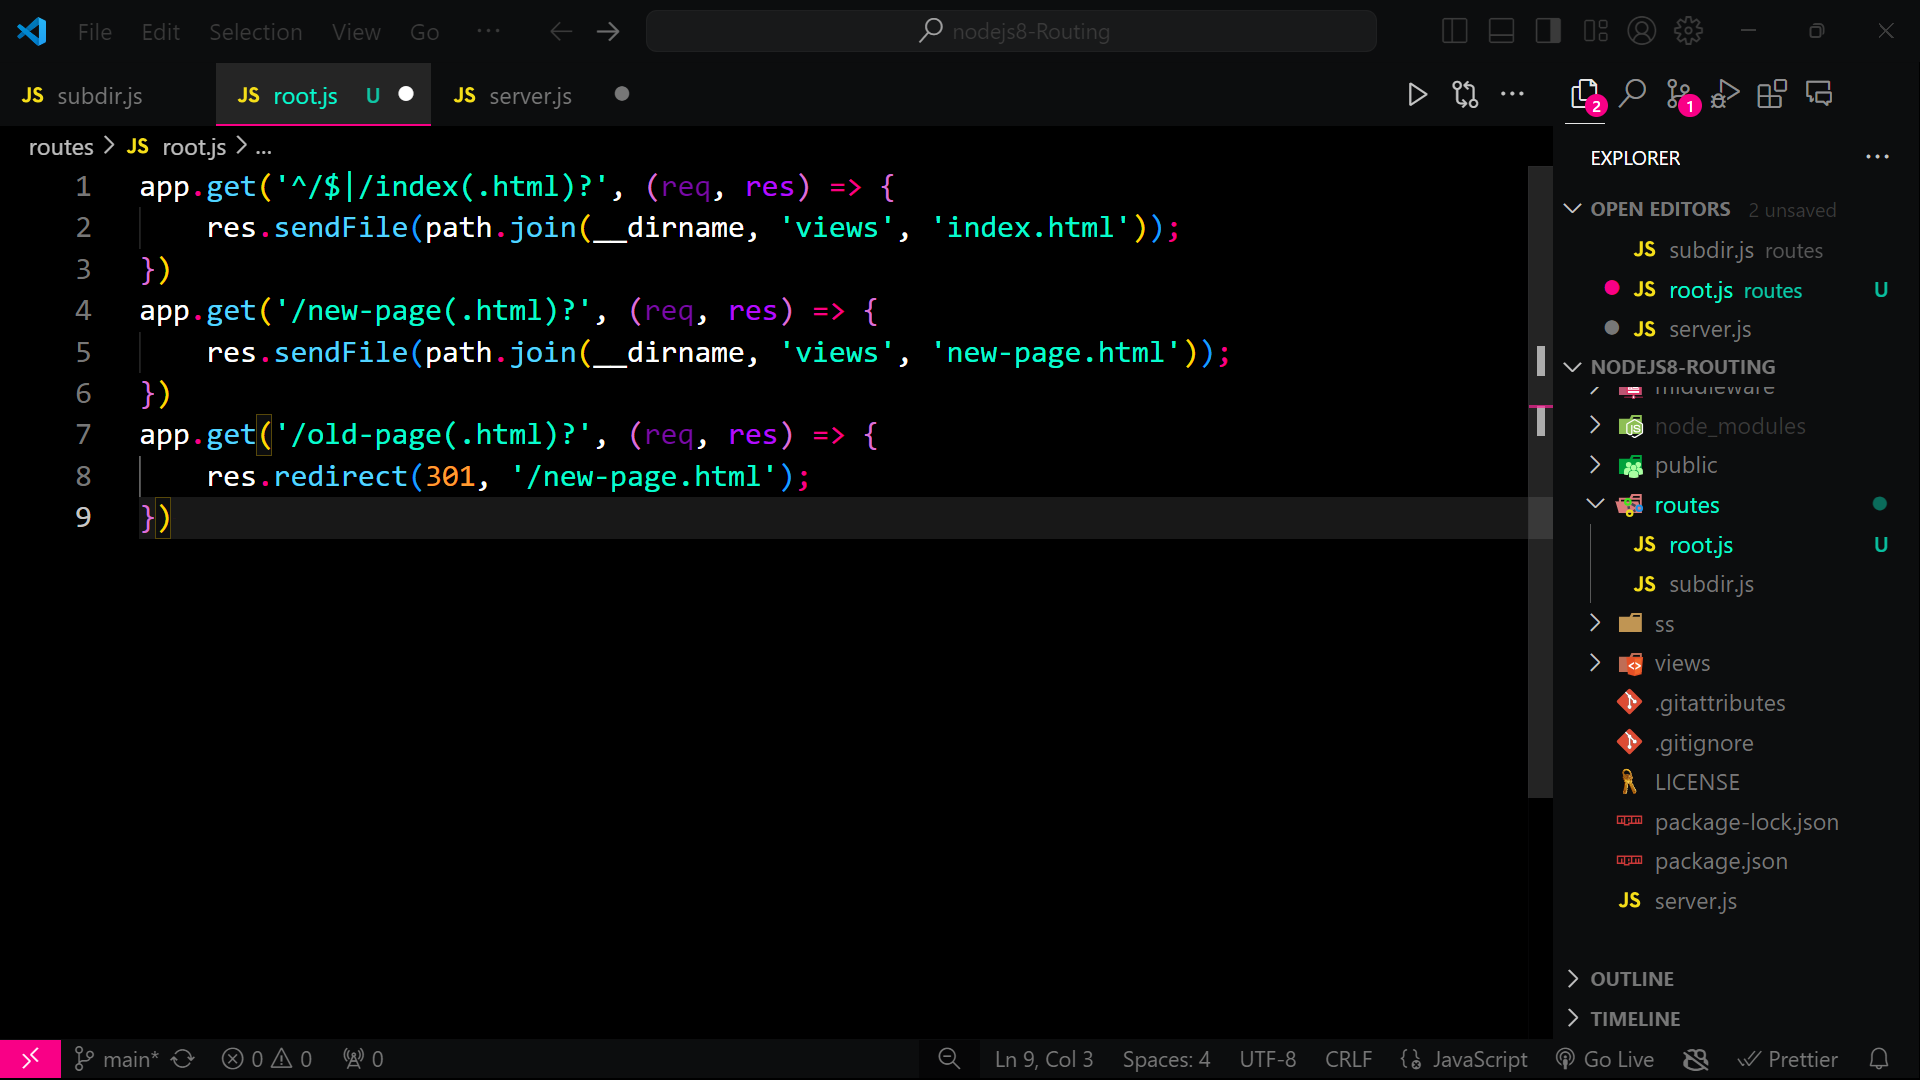 File Edit Selection View Go ··· nodejs8-Routing
JS subdir.js JS root.js U JS server.js
routes > JS root.js > ...
1 app.get('^/$|/index(.html)?', (req, res) => {
2     res.sendFile(path.join(__dirname, 'views', 'index.html'));
3 })
4 app.get('/new-page(.html)?', (req, res) => {
5     res.sendFile(path.join(__dirname, 'views', 'new-page.html'));
6 })
7 app.get('/old-page(.html)?', (req, res) => {
8     res.redirect(301, '/new-page.html');
9 })
2
1
EXPLORER ···
OPEN EDITORS 2 unsaved
JS subdir.js routes
JS root.js routes U
JS server.js
NODEJS8-ROUTING
middleware
node_modules
public
routes
JS root.js U
JS subdir.js
ss
views
.gitattributes
.gitignore
LICENSE
package-lock.json
package.json
JS server.js
OUTLINE
TIMELINE
main* 0 0 0 Ln 9, Col 3 Spaces: 4 UTF-8 CRLF {} JavaScript Go Live Prettier